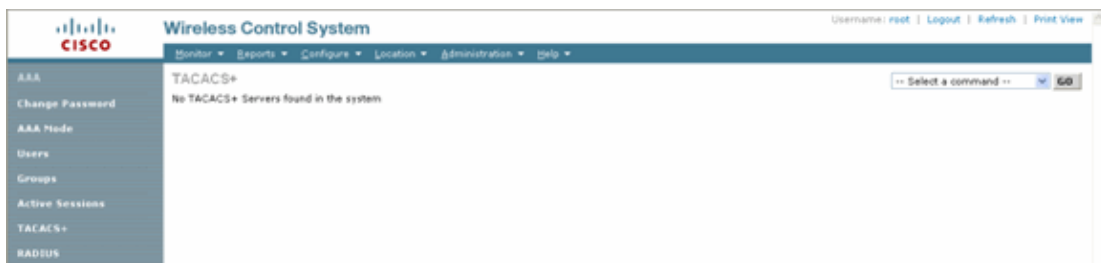 Username: root | Logout | Refresh | Print View
CISCO
Wireless Control System
Monitor Reports Configure Location Administration Help
AAA
Change Password
AAA Mode
Users
Groups
Active Sessions
TACACS+
RADIUS
TACACS+
-- Select a command -- GO
No TACACS+ Servers found in the system